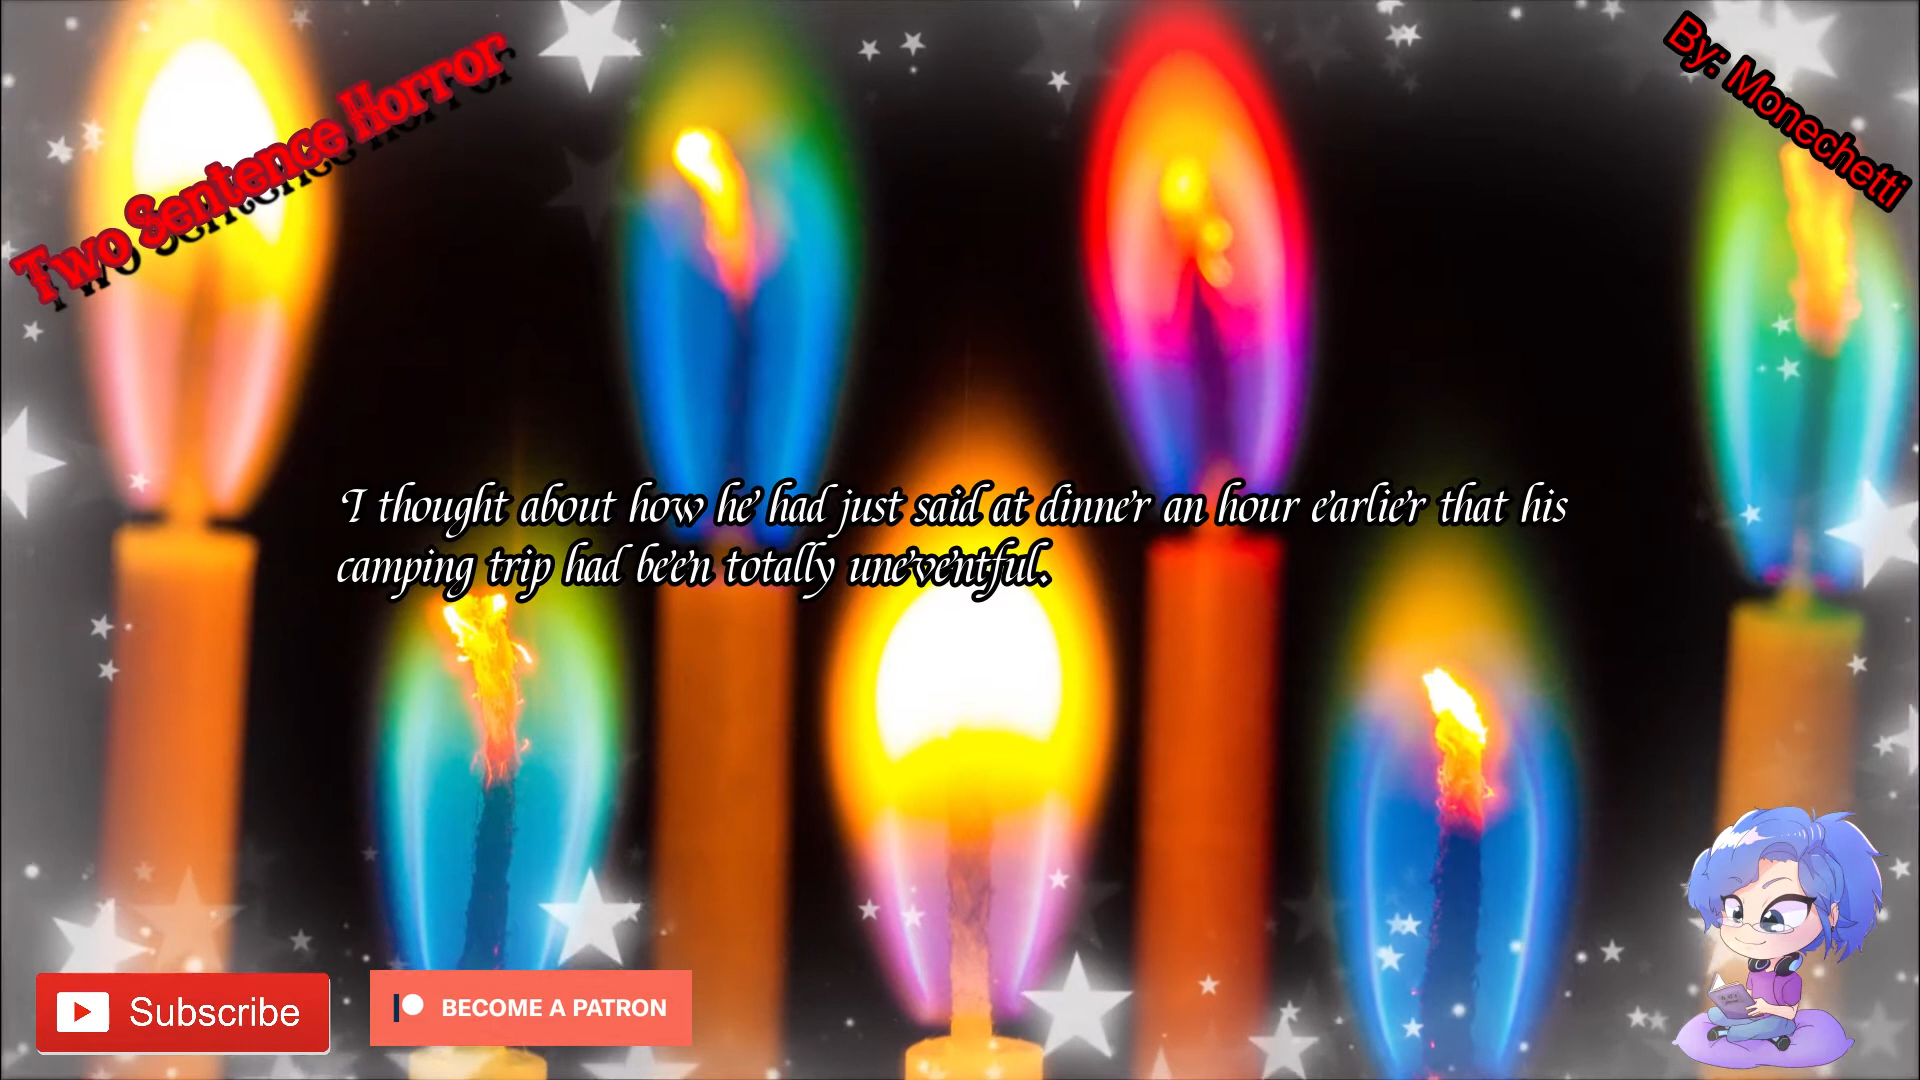 Two Sentence Horror
By: Monechetti
I thought about how he had just said at dinner an hour earlier that his
camping trip had been totally uneventful.
Subscribe
BECOME A PATRON